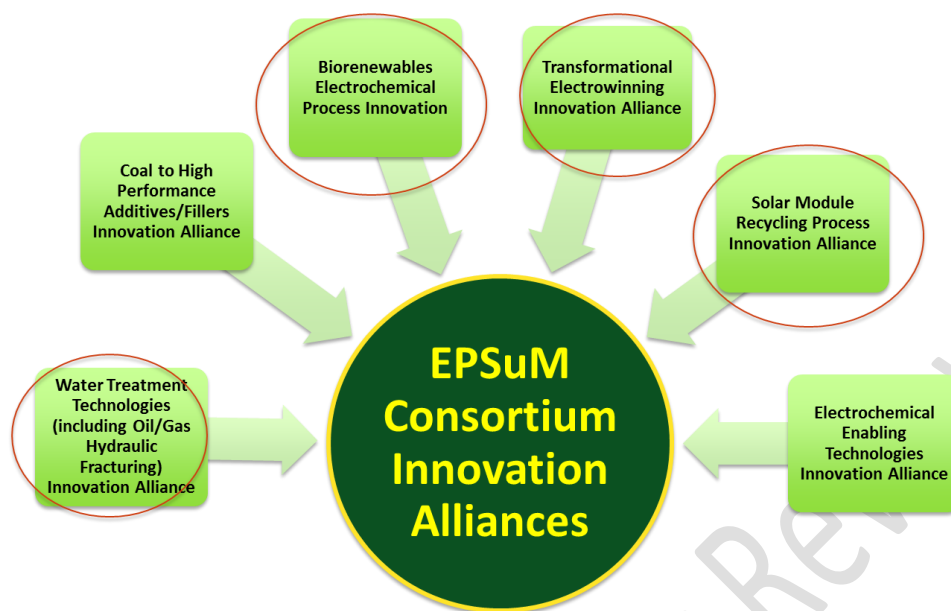 Biorenewables
Electrochemical
Process Innovation
Transformational
Electrowinning
Innovation Alliance
Coal to High
Performance
Additives/Fillers
Innovation Alliance
Solar Module
Recycling Process
Innovation Alliance
Water Treatment
Technologies
(including Oil/Gas
Hydraulic
Fracturing)
Innovation Alliance
EPSuM
Consortium
Innovation
Alliances
Electrochemical
Enabling
Technologies
Innovation Alliance